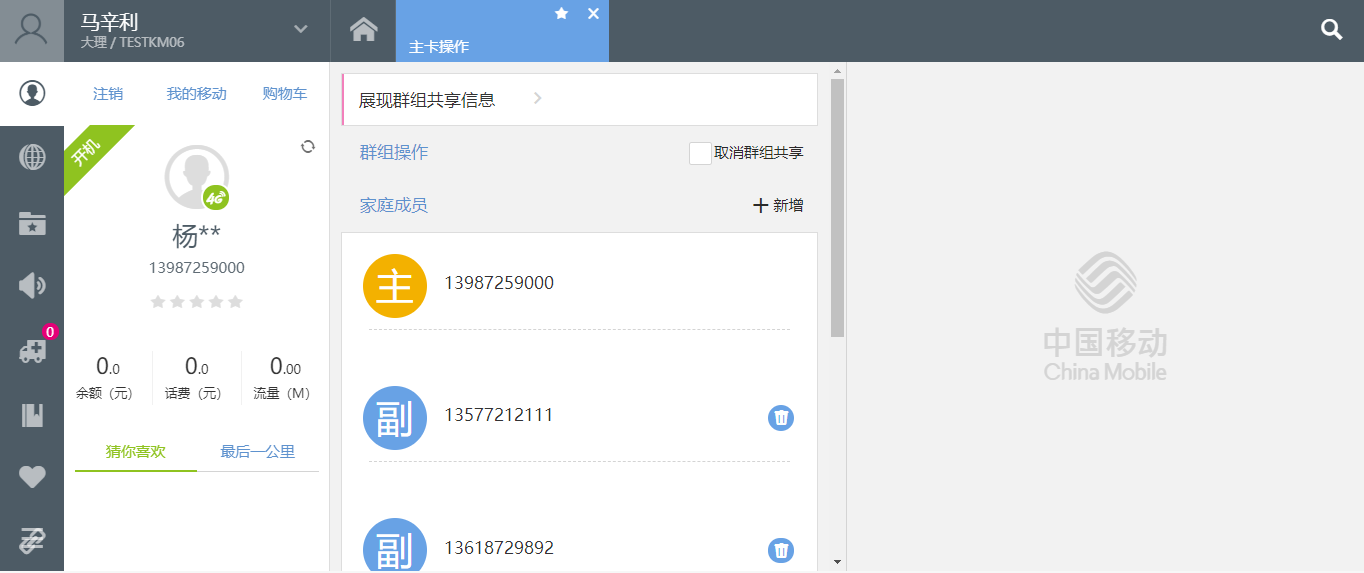 马辛利
大理 / TESTKM06
主卡操作
注销 我的移动 购物车
开机
4G
杨**
13987259000
0
0.0 0.0 0.00
余额（元） 话费（元） 流量（M）
猜你喜欢 最后一公里
展现群组共享信息
群组操作 取消群组共享
家庭成员 新增
主 13987259000
副 13577212111
副 13618729892
中国移动
China Mobile